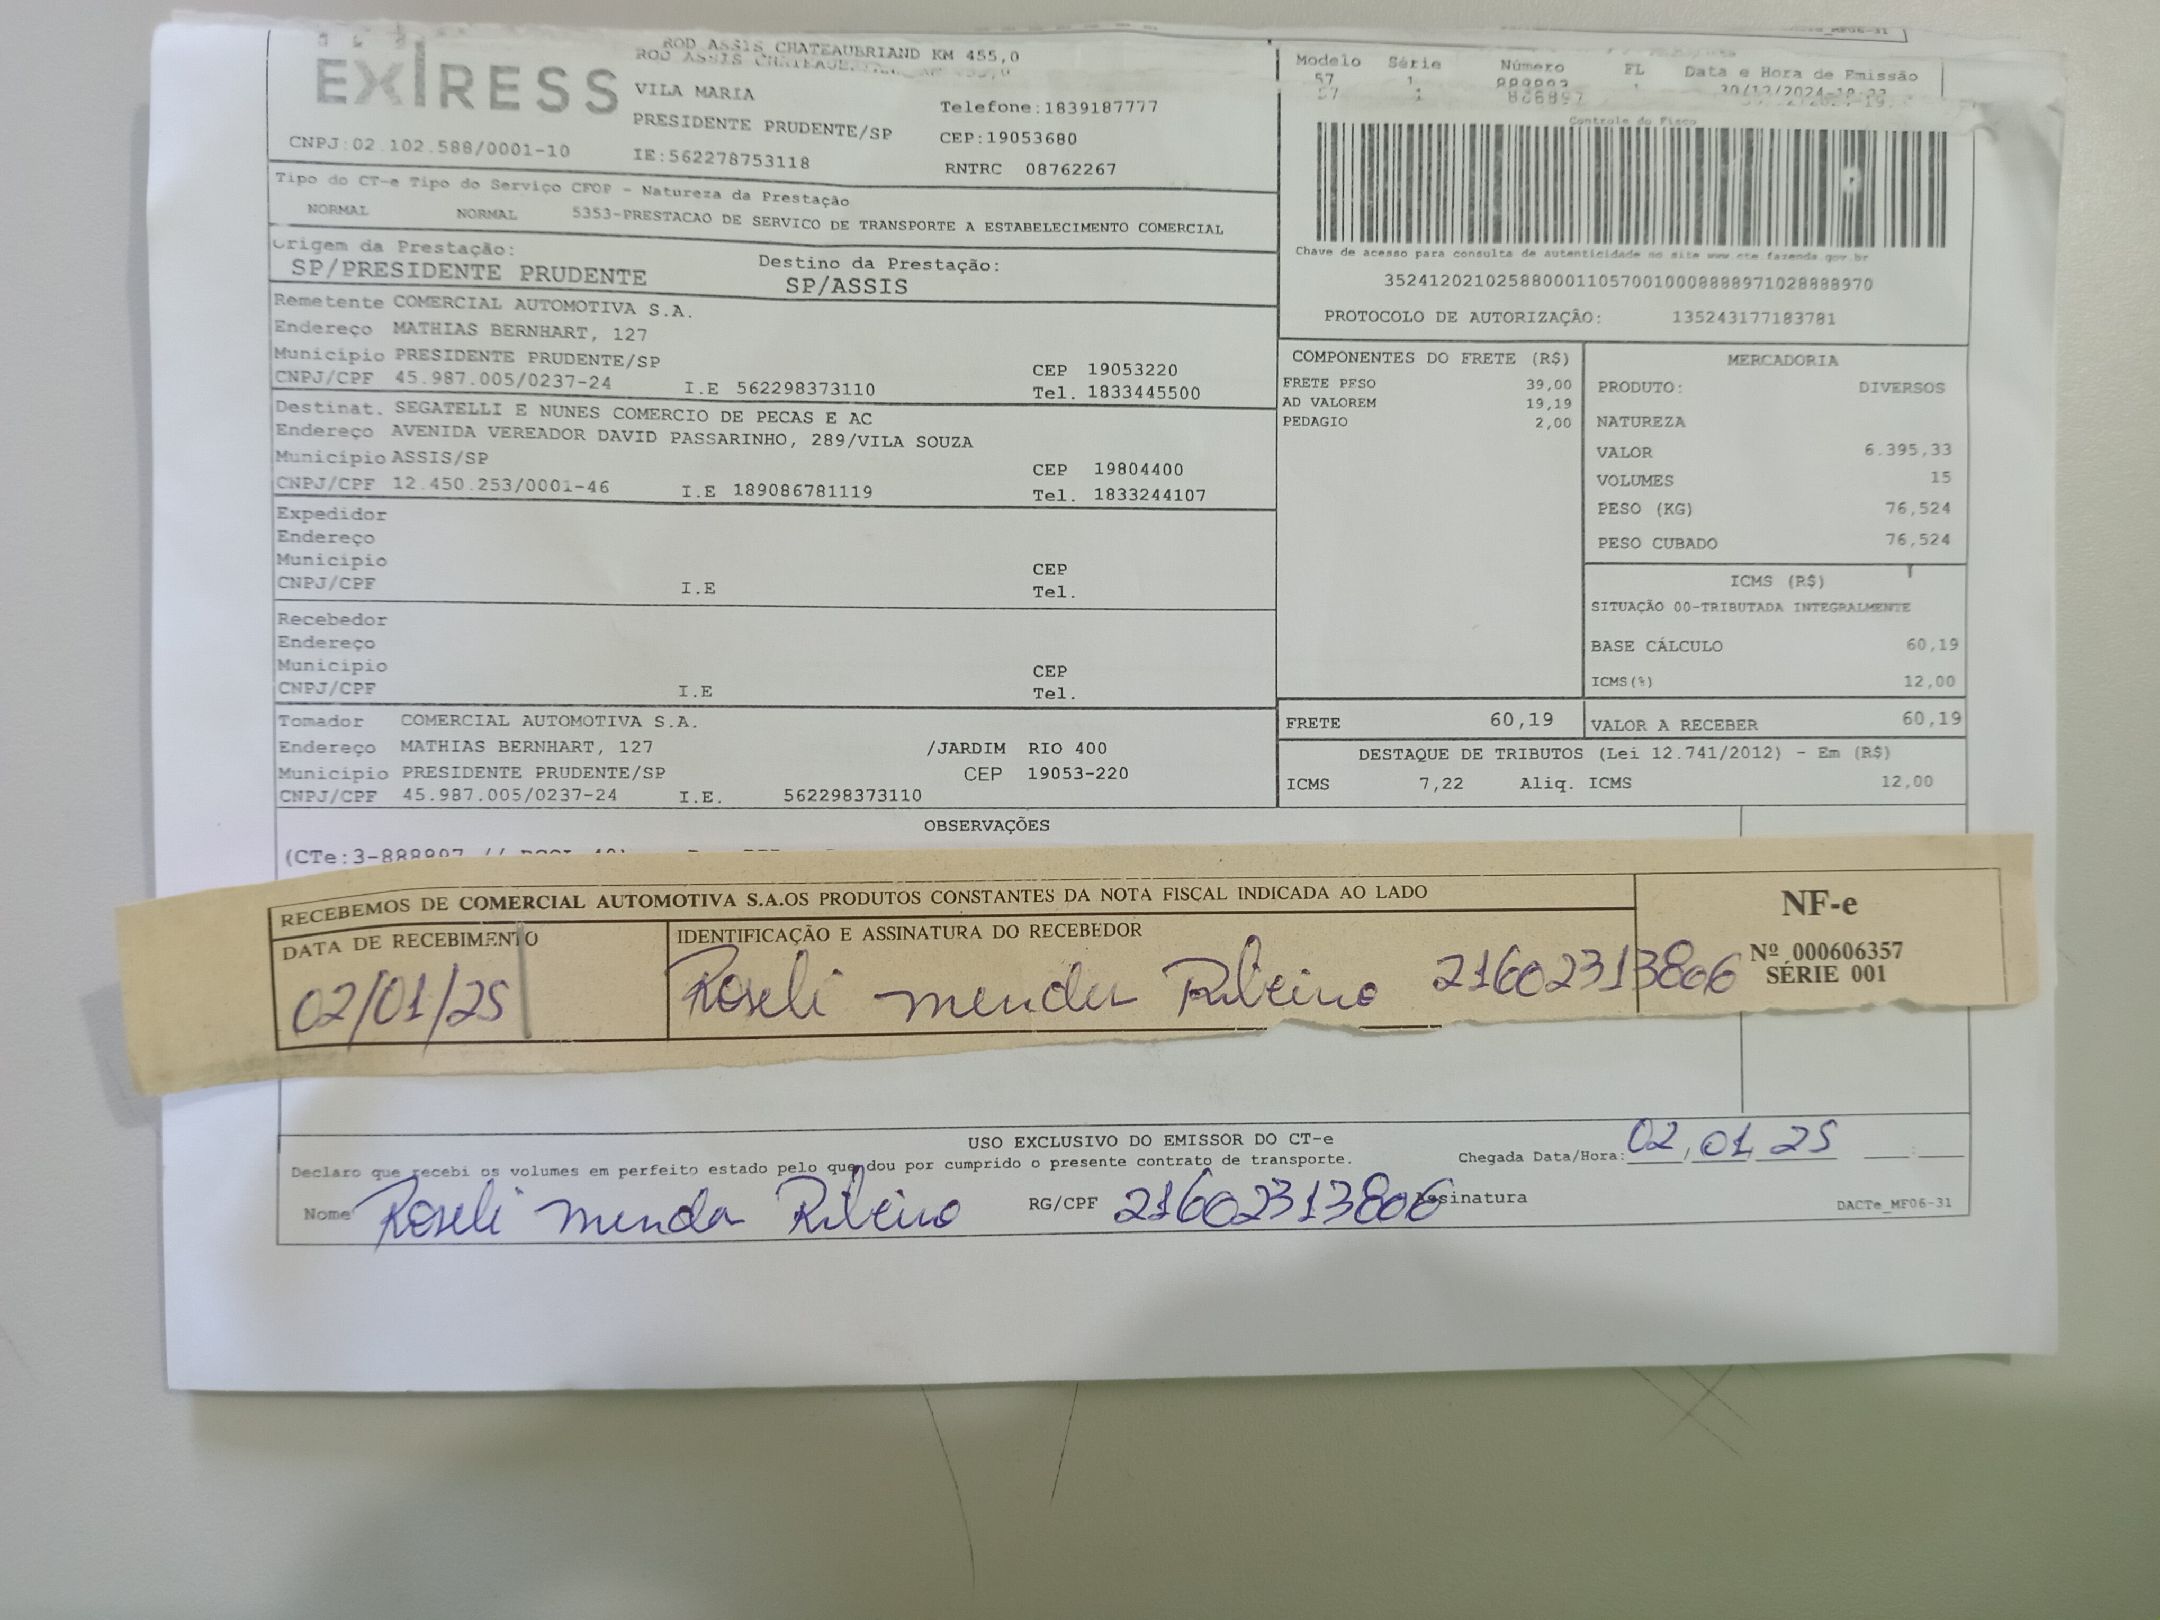 ROD ASSIS CHATEAUBRIAND KM 455,0
VILA MARIA
Telefone:1839187777
PRESIDENTE PRUDENTE/SP
CEP:19053680
CNPJ:02.102.588/0001-10
IE:562278753118
RNTRC 08762267
Modelo Série Número FL Data e Hora de Emissão
57 1
Controle do Fisco
Tipo do CT-e Tipo do Serviço CFOP - Natureza da Prestação
NORMAL NORMAL 5353-PRESTACAO DE SERVICO DE TRANSPORTE A ESTABELECIMENTO COMERCIAL
Origem da Prestação:
SP/PRESIDENTE PRUDENTE
Destino da Prestação:
SP/ASSIS
Chave de acesso para consulta de autenticidade no site www.cte.fazenda.gov.br
35241202102588000110570010008888971028888970
PROTOCOLO DE AUTORIZAÇÃO: 135243177183781
Remetente COMERCIAL AUTOMOTIVA S.A.
Endereço MATHIAS BERNHART, 127
Municipio PRESIDENTE PRUDENTE/SP CEP 19053220
CNPJ/CPF 45.987.005/0237-24 I.E 562298373110 Tel. 1833445500
Destinat. SEGATELLI E NUNES COMERCIO DE PECAS E AC
Endereço AVENIDA VEREADOR DAVID PASSARINHO, 289/VILA SOUZA
Municipio ASSIS/SP CEP 19804400
CNPJ/CPF 12.450.253/0001-46 I.E 189086781119 Tel. 1833244107
Expedidor
Endereço
Municipio CEP
CNPJ/CPF I.E Tel.
Recebedor
Endereço
Municipio CEP
CNPJ/CPF I.E Tel.
Tomador COMERCIAL AUTOMOTIVA S.A.
Endereço MATHIAS BERNHART, 127 /JARDIM RIO 400
Municipio PRESIDENTE PRUDENTE/SP CEP 19053-220
CNPJ/CPF 45.987.005/0237-24 I.E. 562298373110
COMPONENTES DO FRETE (R$)
FRETE PESO 39,00
AD VALOREM 19,19
PEDAGIO 2,00
MERCADORIA
PRODUTO: DIVERSOS
NATUREZA
VALOR 6.395,33
VOLUMES 15
PESO (KG) 76,524
PESO CUBADO 76,524
ICMS (R$)
SITUAÇÃO 00-TRIBUTADA INTEGRALMENTE
BASE CÁLCULO 60,19
ICMS(%) 12,00
FRETE 60,19 VALOR A RECEBER 60,19
DESTAQUE DE TRIBUTOS (Lei 12.741/2012) - Em (R$)
ICMS 7,22 Aliq. ICMS 12,00
OBSERVAÇÕES
RECEBEMOS DE COMERCIAL AUTOMOTIVA S.A.OS PRODUTOS CONSTANTES DA NOTA FISCAL INDICADA AO LADO
DATA DE RECEBIMENTO
02/01/25
IDENTIFICAÇÃO E ASSINATURA DO RECEBEDOR
Roseli mendes Ribeiro 21602313806
NF-e
Nº 000606357
SÉRIE 001
USO EXCLUSIVO DO EMISSOR DO CT-e
Declaro que recebi os volumes em perfeito estado pelo que dou por cumprido o presente contrato de transporte.
Chegada Data/Hora: 02/01/25
Nome Roseli mendes Ribeiro RG/CPF 21602313806 Assinatura
DACTe_MF06-31